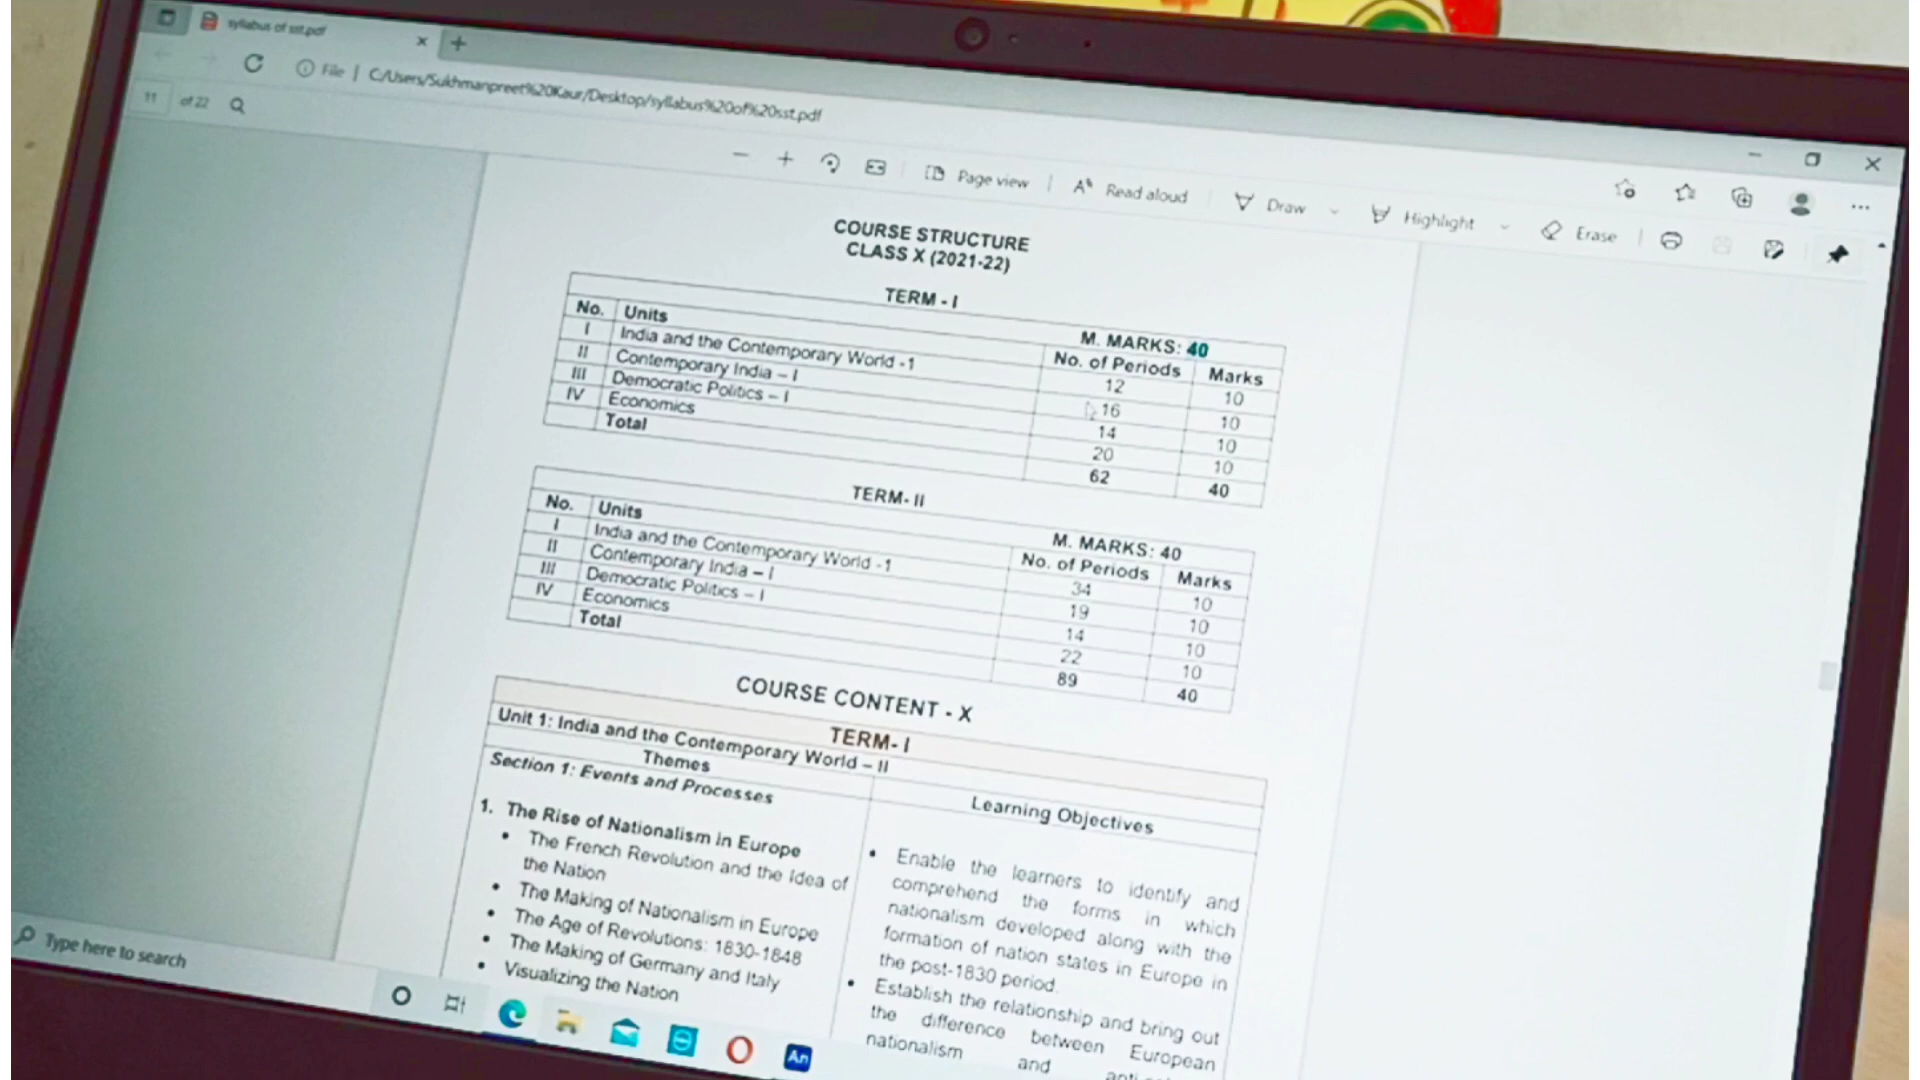 syllabus of sst.pdf
File | C:/Users/Sukhmanpreet%20Kaur/Desktop/syllabus%20of%20sst.pdf
11 of 22
Page view | Read aloud Draw Highlight Erase
COURSE STRUCTURE
CLASS X (2021-22)
TERM - I
M. MARKS: 40
No. Units No. of Periods Marks
I India and the Contemporary World -1 12 10
II Contemporary India – I 16 10
III Democratic Politics – I 14 10
IV Economics 20 10
Total 62 40
TERM- II
M. MARKS: 40
No. Units No. of Periods Marks
I India and the Contemporary World -1 34 10
II Contemporary India – I 19 10
III Democratic Politics – I 14 10
IV Economics 22 10
Total 89 40
COURSE CONTENT - X
TERM- I
Unit 1: India and the Contemporary World – II
Themes
Section 1: Events and Processes
1. The Rise of Nationalism in Europe
• The French Revolution and the Idea of
the Nation
• The Making of Nationalism in Europe
• The Age of Revolutions: 1830-1848
• The Making of Germany and Italy
• Visualizing the Nation
Learning Objectives
• Enable the learners to identify and
comprehend the forms in which
nationalism developed along with the
formation of nation states in Europe in
the post-1830 period.
• Establish the relationship and bring out
the difference between European
nationalism and
Type here to search
An